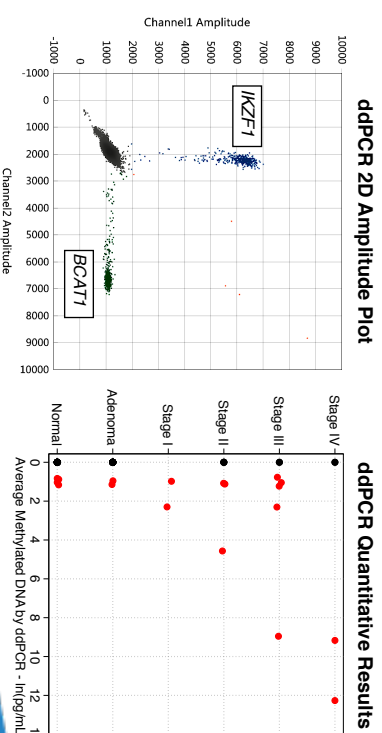 ddPCR 2D Amplitude Plot
Channel1 Amplitude
10000
9000
8000
7000
6000
5000
4000
3000
2000
1000
0
-1000
IKZF1
BCAT1
-1000
0
1000
2000
3000
4000
5000
6000
7000
8000
9000
10000
Channel2 Amplitude
ddPCR Quantitative Results
Stage IV
Stage III
Stage II
Stage I
Adenoma
Normal
0
2
4
6
8
10
12
Average Methylated DNA by ddPCR - ln(pg/mL